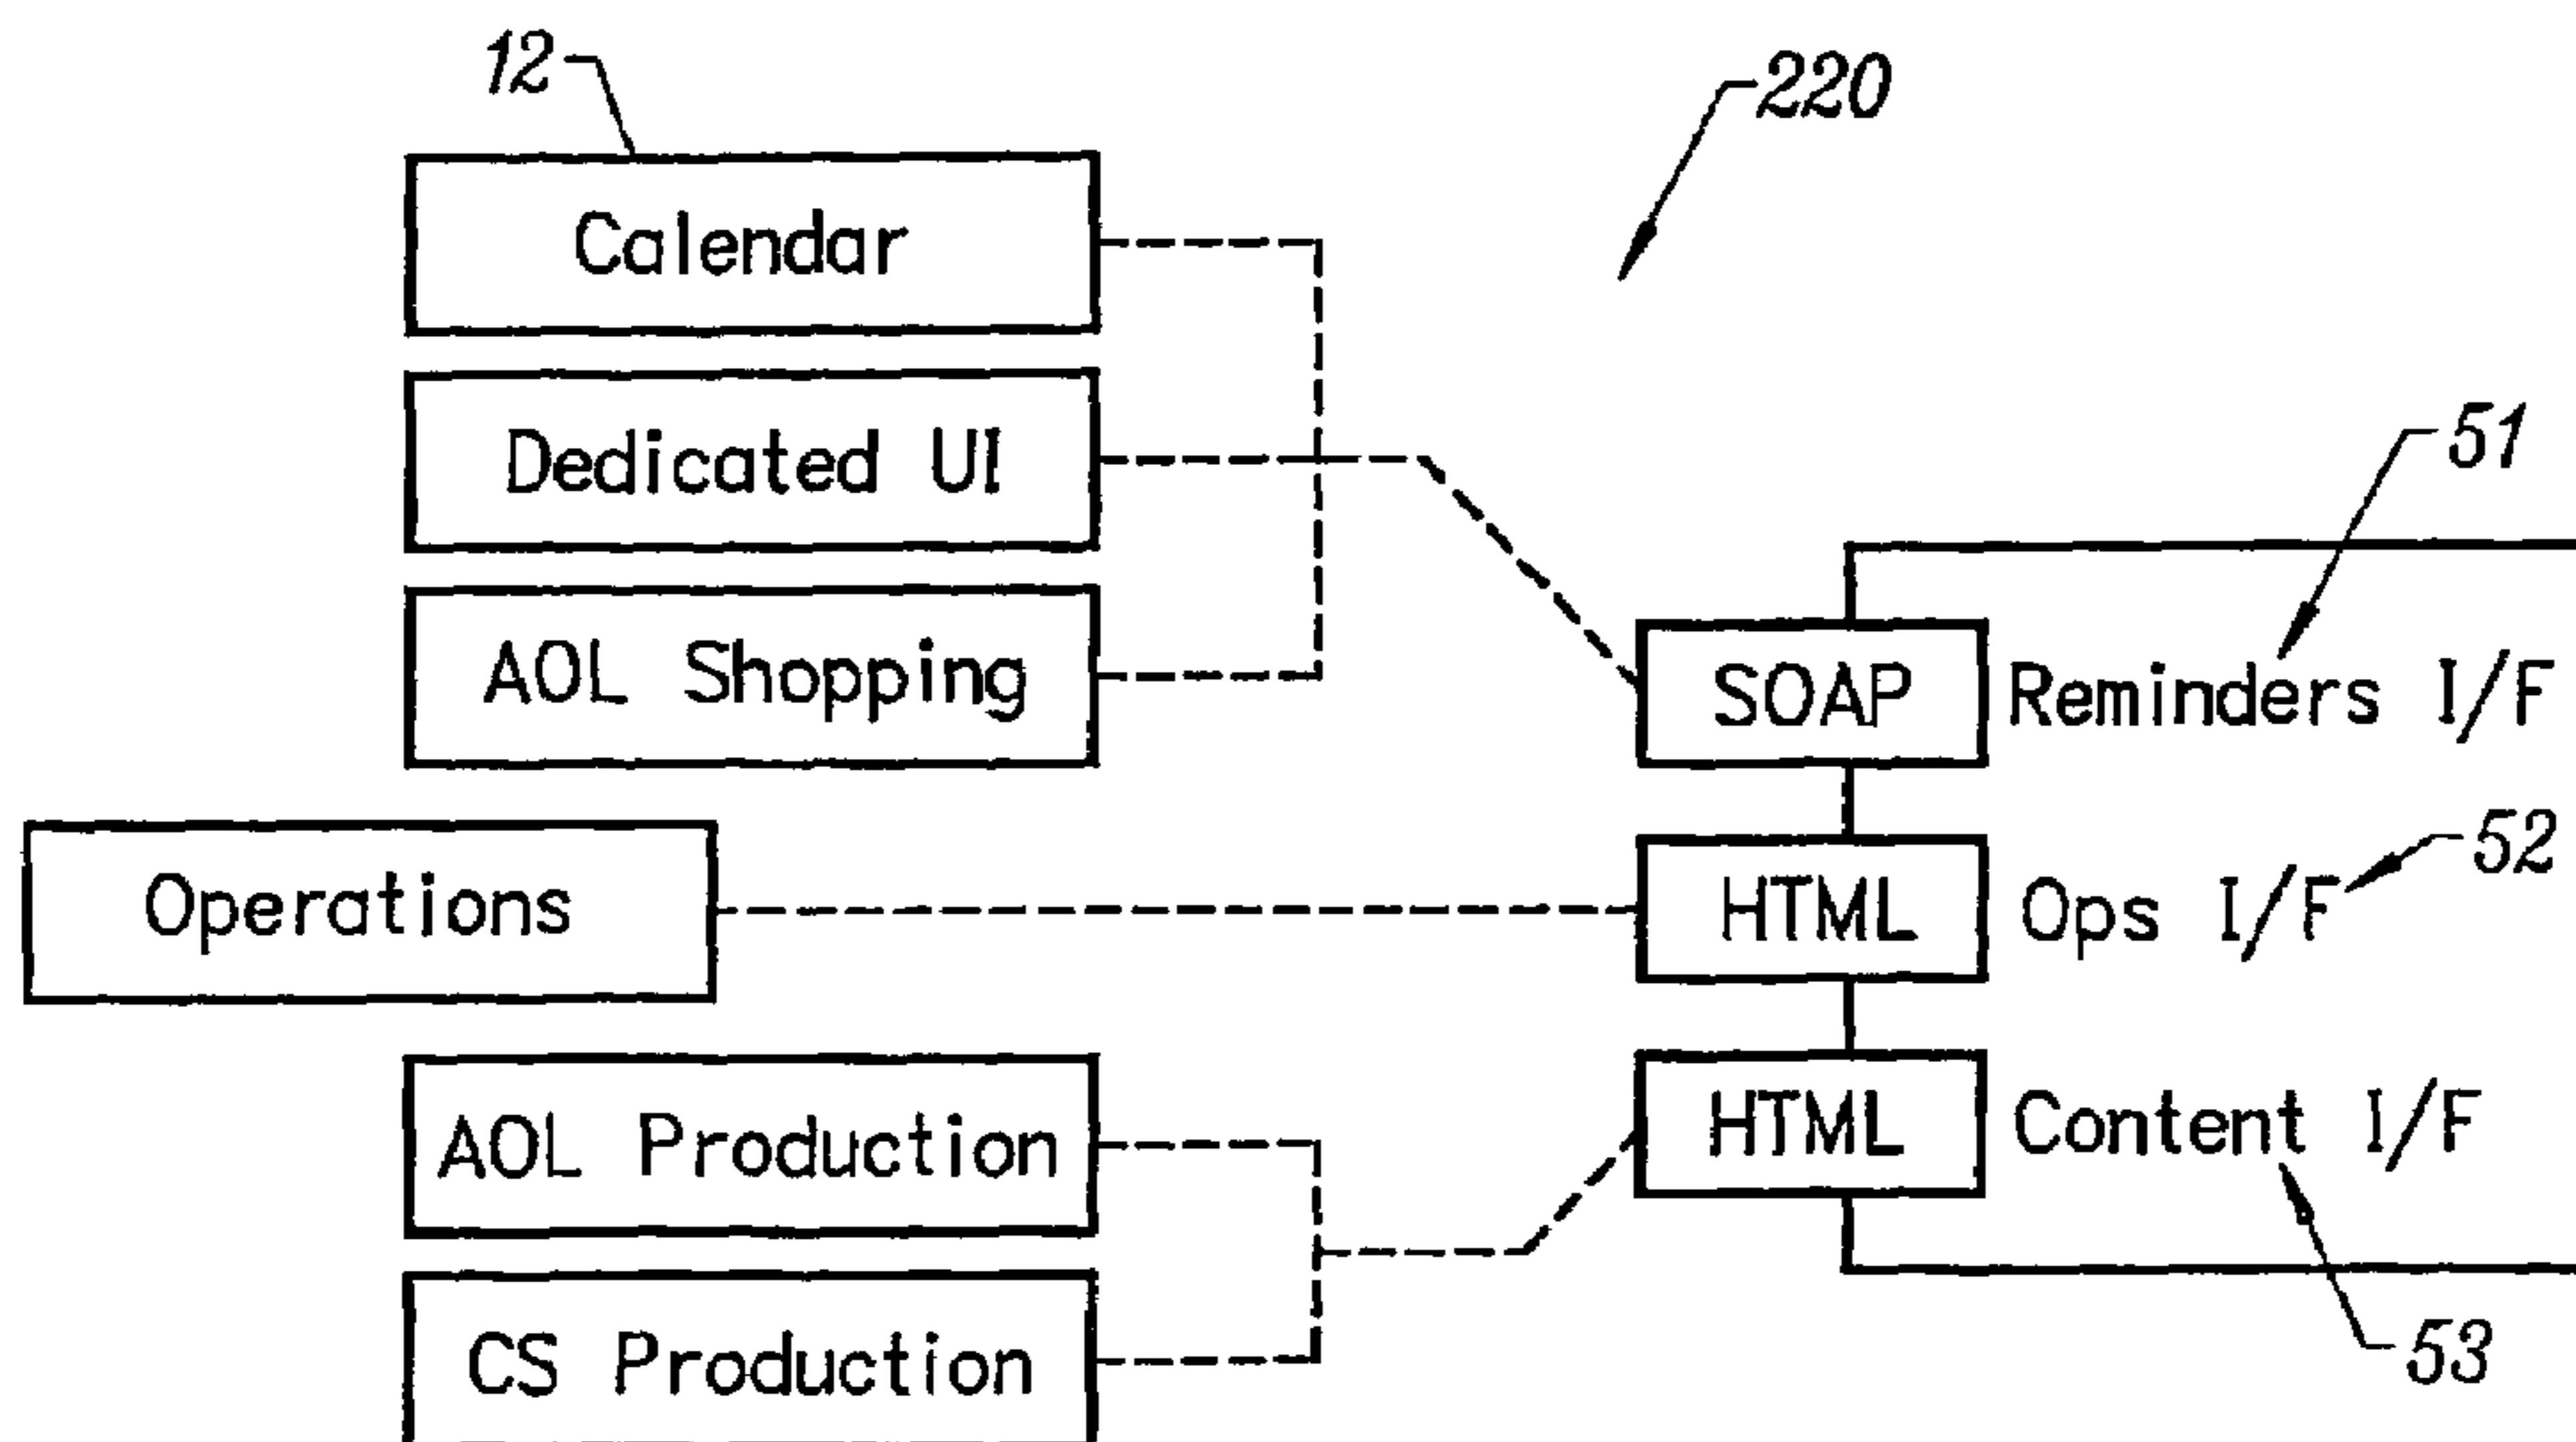 12
220
Calendar
Dedicated UI
51
AOL Shopping
SOAP Reminders I/F
Operations
HTML Ops I/F
52
AOL Production
HTML Content I/F
CS Production
53